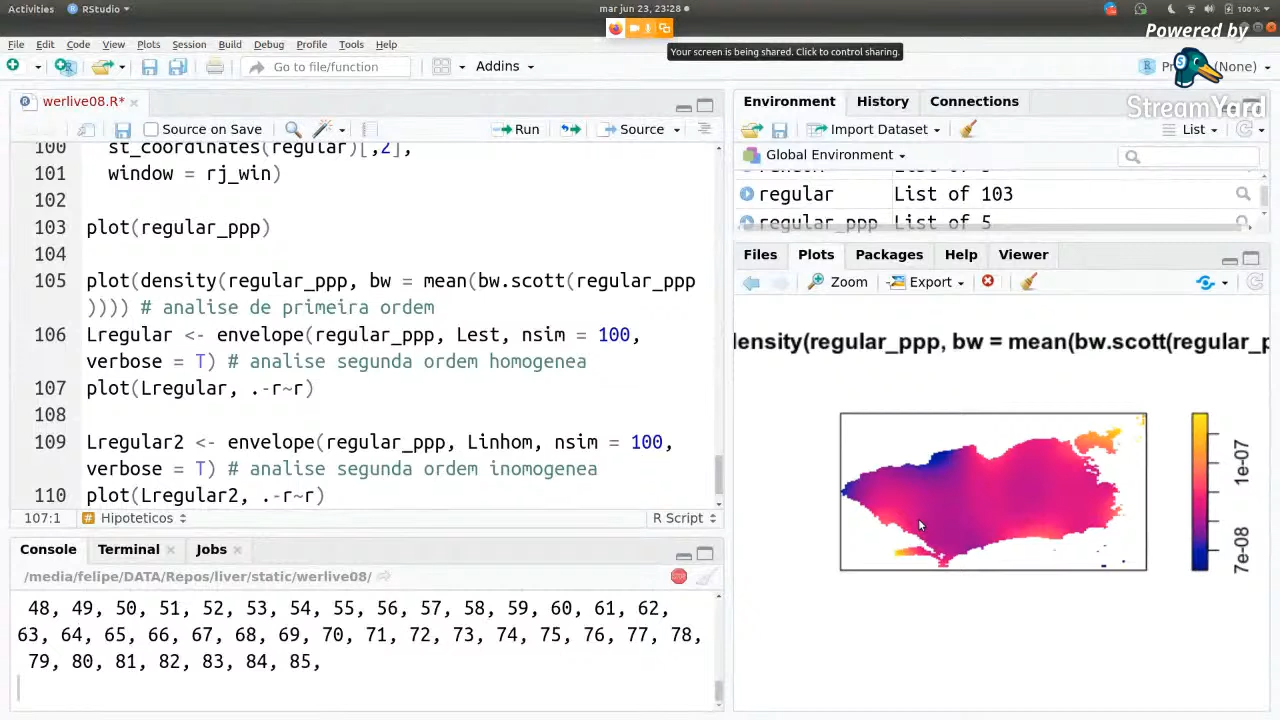 Activities RStudio mar jun 23, 23:28 100 %
Powered by
Your screen is being shared. Click to control sharing.
File Edit Code View Plots Session Build Debug Profile Tools Help
Go to file/function Addins (None)
StreamYard
werlive08.R*
Source on Save Run Source
100 st_coordinates(regular)[,2],
101 window = rj_win)
102
103 plot(regular_ppp)
104
105 plot(density(regular_ppp, bw = mean(bw.scott(regular_ppp
)))) # analise de primeira ordem
106 Lregular <- envelope(regular_ppp, Lest, nsim = 100,
verbose = T) # analise segunda ordem homogenea
107 plot(Lregular, .-r~r)
108
109 Lregular2 <- envelope(regular_ppp, Linhom, nsim = 100,
verbose = T) # analise segunda ordem inomogenea
110 plot(Lregular2, .-r~r)
107:1 Hipoteticos R Script
Console Terminal Jobs
/media/felipe/DATA/Repos/liver/static/werlive08/
48, 49, 50, 51, 52, 53, 54, 55, 56, 57, 58, 59, 60, 61, 62,
63, 64, 65, 66, 67, 68, 69, 70, 71, 72, 73, 74, 75, 76, 77, 78,
79, 80, 81, 82, 83, 84, 85,
Environment History Connections
Import Dataset List
Global Environment
regular List of 103
regular_ppp List of 5
Files Plots Packages Help Viewer
Zoom Export
density(regular_ppp, bw = mean(bw.scott(regular_p
1e-07
7e-08